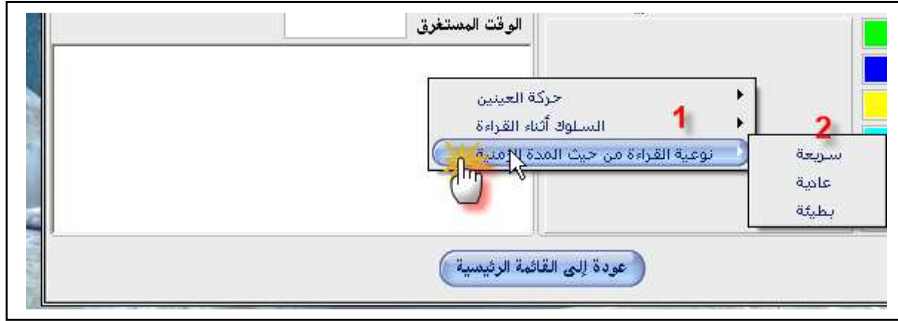 الوقت المستغرق
حركة العينين
السلوك أثناء القراءة
1
نوعية القراءة من حيث المدة الزمنية
2
سريعة
عادية
بطيئة
عودة إلى القائمة الرئيسية